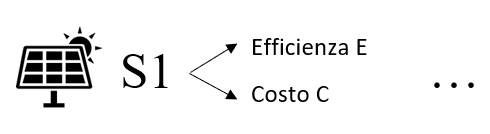 Efficienza E
S1
Costo C
...